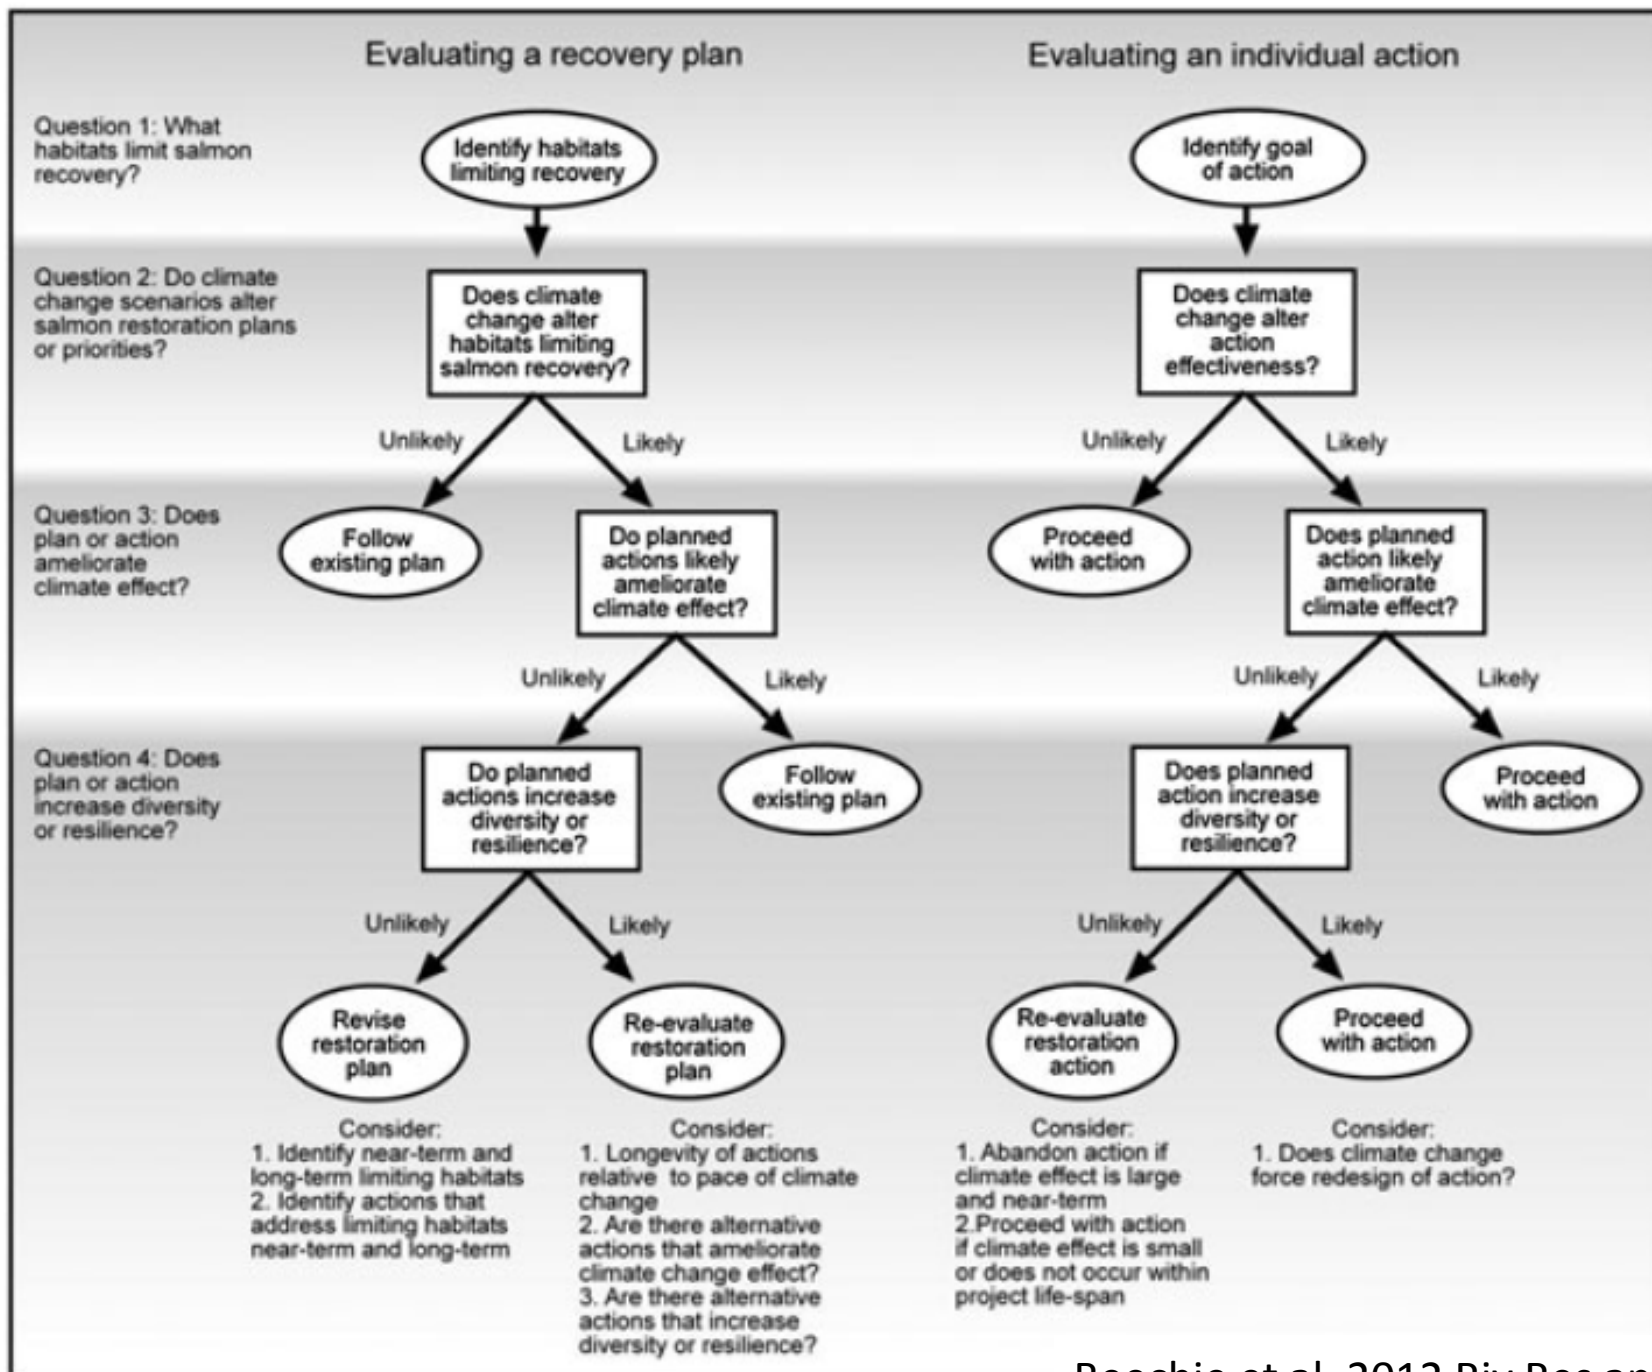 Evaluating a recovery plan
Evaluating an individual action
Question 1: What
habitats limit salmon
recovery?
Identify habitats
limiting recovery
Identify goal
of action
Question 2: Do climate
change scenarios alter
salmon restoration plans
or priorities?
Does climate
change alter
habitats limiting
salmon recovery?
Does climate
change alter
action
effectiveness?
Unlikely
Likely
Unlikely
Likely
Question 3: Does
plan or action
ameliorate
climate effect?
Follow
existing plan
Do planned
actions likely
ameliorate
climate effect?
Proceed
with action
Does planned
action likely
ameliorate
climate effect?
Unlikely
Likely
Unlikely
Likely
Question 4: Does
plan or action
increase diversity
or resilience?
Do planned
actions increase
diversity or
resilience?
Follow
existing plan
Does planned
action increase
diversity or
resilience?
Proceed
with action
Unlikely
Likely
Unlikely
Likely
Revise
restoration
plan
Re-evaluate
restoration
plan
Re-evaluate
restoration
action
Proceed
with action
Consider:
1. Identify near-term and
long-term limiting habitats
2. Identify actions that
address limiting habitats
near-term and long-term
Consider:
1. Longevity of actions
relative to pace of climate
change
2. Are there alternative
actions that ameliorate
climate change effect?
3. Are there alternative
actions that increase
diversity or resilience?
Consider:
1. Abandon action if
climate effect is large
and near-term
2.Proceed with action
if climate effect is small
or does not occur within
project life-span
Consider:
1. Does climate change
force redesign of action?